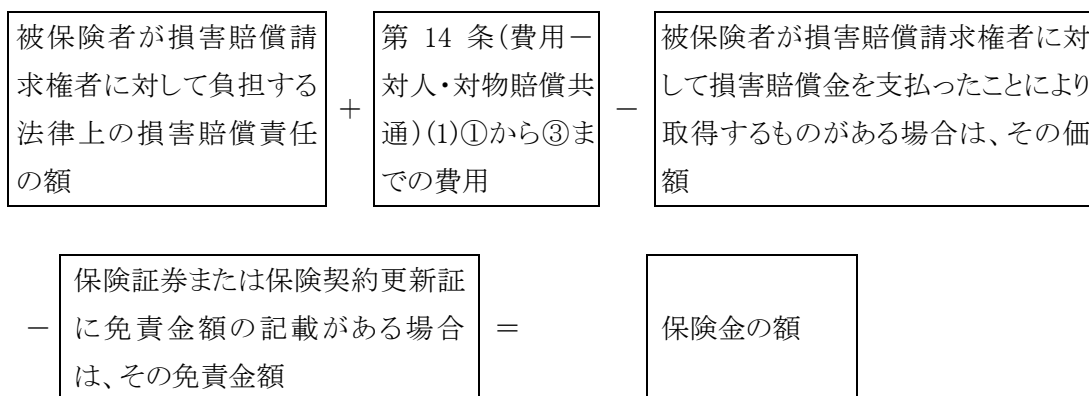 被保険者が損害賠償請
求権者に対して負担する
法律上の損害賠償責任
の額
+
第 14 条(費用-
対人・対物賠償共
通)(1)①から③ま
での費用
-
被保険者が損害賠償請求権者に対
して損害賠償金を支払ったことにより
取得するものがある場合は、その価
額
-
保険証券または保険契約更新証
に免責金額の記載がある場合
は、その免責金額
=
保険金の額